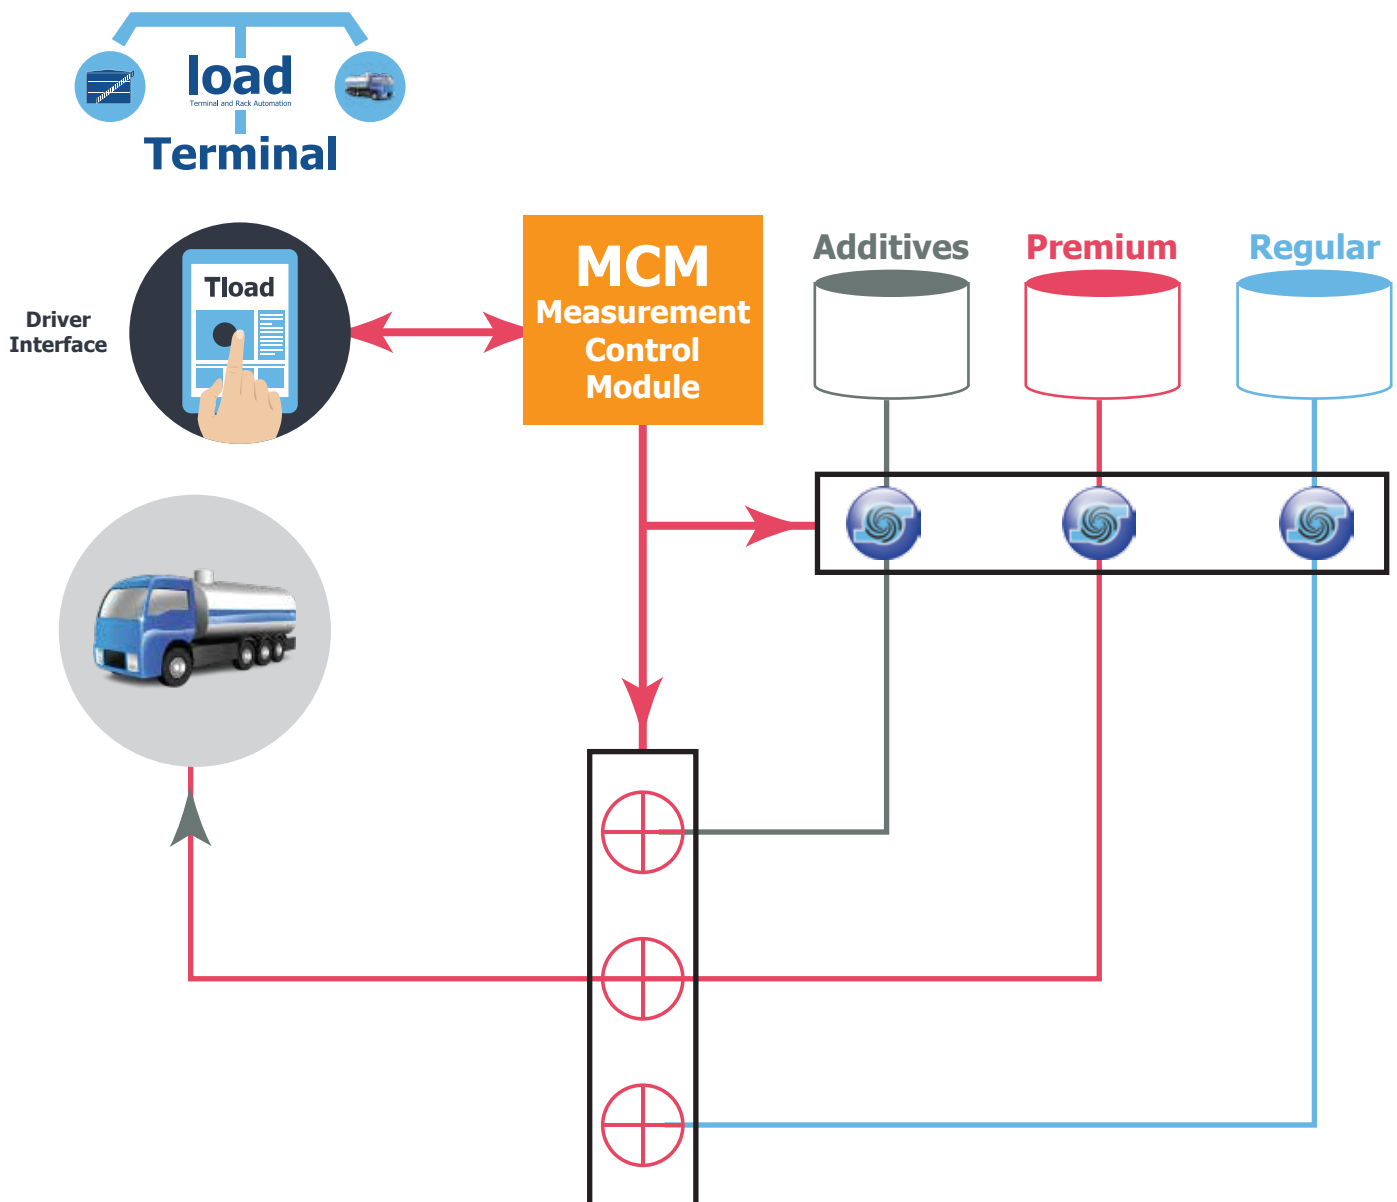 load
Terminal and Rack Automation
Terminal
Driver
Interface
Tload
MCM
Measurement
Control
Module
Additives
Premium
Regular